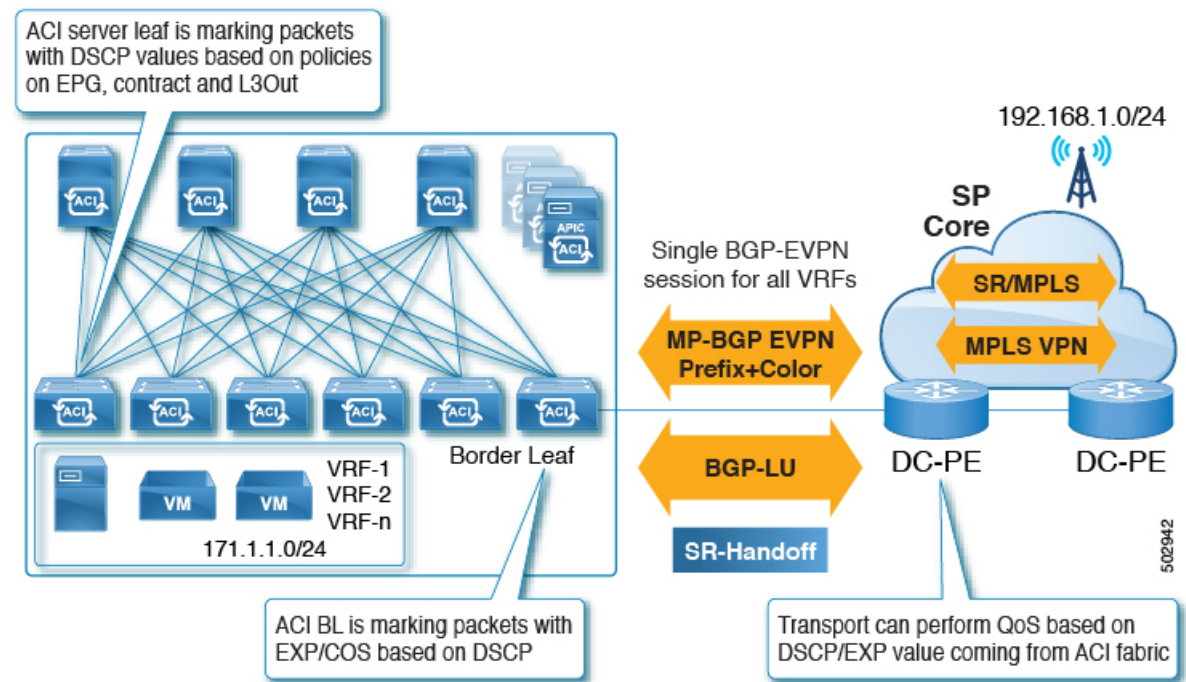 ACI server leaf is marking packets
with DSCP values based on policies
on EPG, contract and L3Out
ACI
ACI
ACI
ACI
APIC
ACI
192.168.1.0/24
SP
Core
SR/MPLS
MPLS VPN
Single BGP-EVPN
session for all VRFs
MP-BGP EVPN
Prefix+Color
ACI
ACI
ACI
ACI
ACI
ACI
Border Leaf
BGP-LU
DC-PE
DC-PE
VM
VM
VRF-1
VRF-2
VRF-n
171.1.1.0/24
SR-Handoff
502942
ACI BL is marking packets with
EXP/COS based on DSCP
Transport can perform QoS based on
DSCP/EXP value coming from ACI fabric